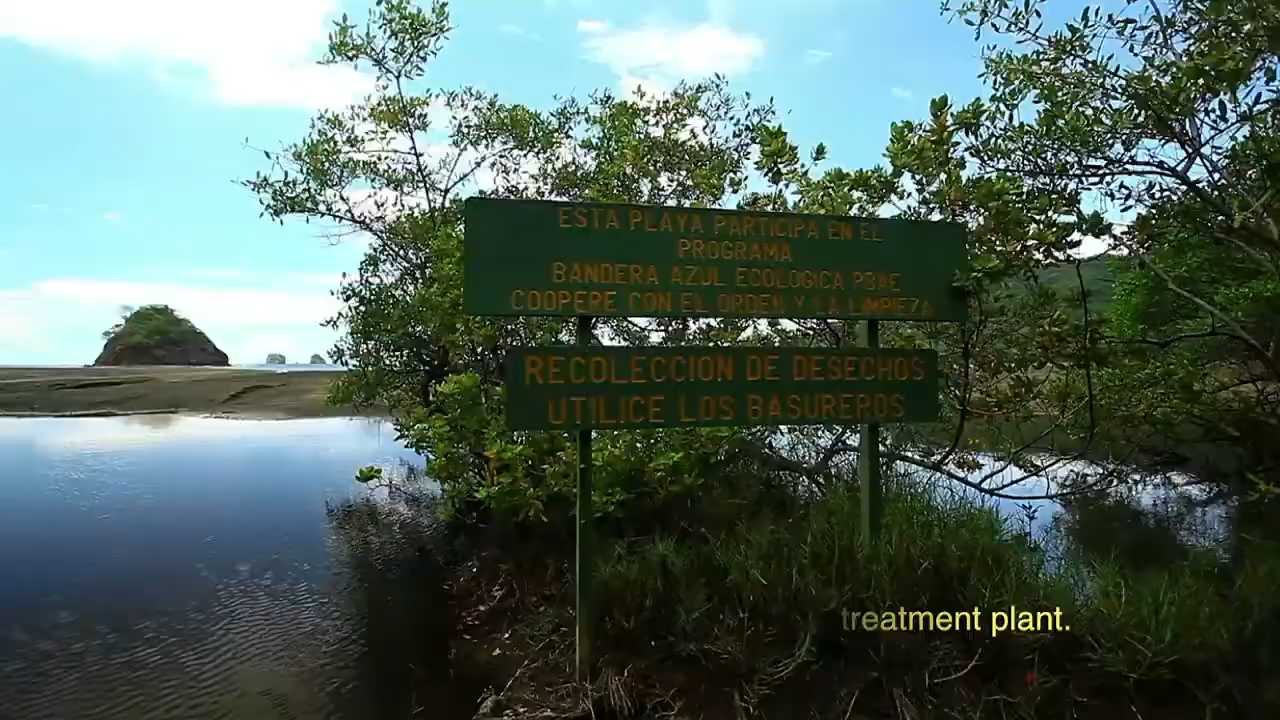 ESTA PLAYA PARTICIPA EN EL
PROGRAMA
BANDERA AZUL ECOLOGICA PBAE
COOPERE CON EL ORDEN Y LA LIMPIEZA
RECOLECCION DE DESECHOS
UTILICE LOS BASUREROS
treatment plant.